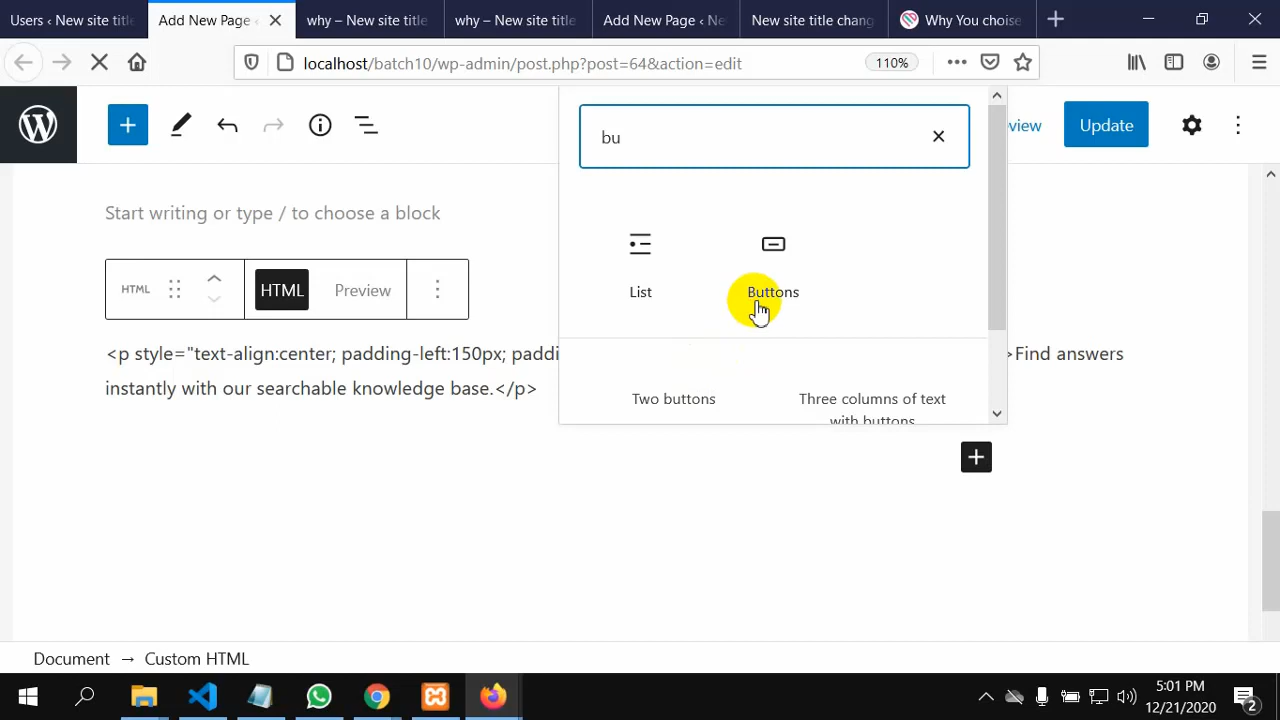 Users ‹ New site titl
Add New Page ‹
why – New site title
why – New site title
Add New Page ‹ Ne
New site title chang
Why You choise
localhost/batch10/wp-admin/post.php?post=64&action=edit
110%
bu
view
Update
Start writing or type / to choose a block
List
Buttons
HTML
HTML
Preview
<p style="text-align:center; padding-left:150px; paddi
>Find answers
instantly with our searchable knowledge base.</p>
Two buttons
Three columns of text
with buttons
Document → Custom HTML
5:01 PM
12/21/2020
2